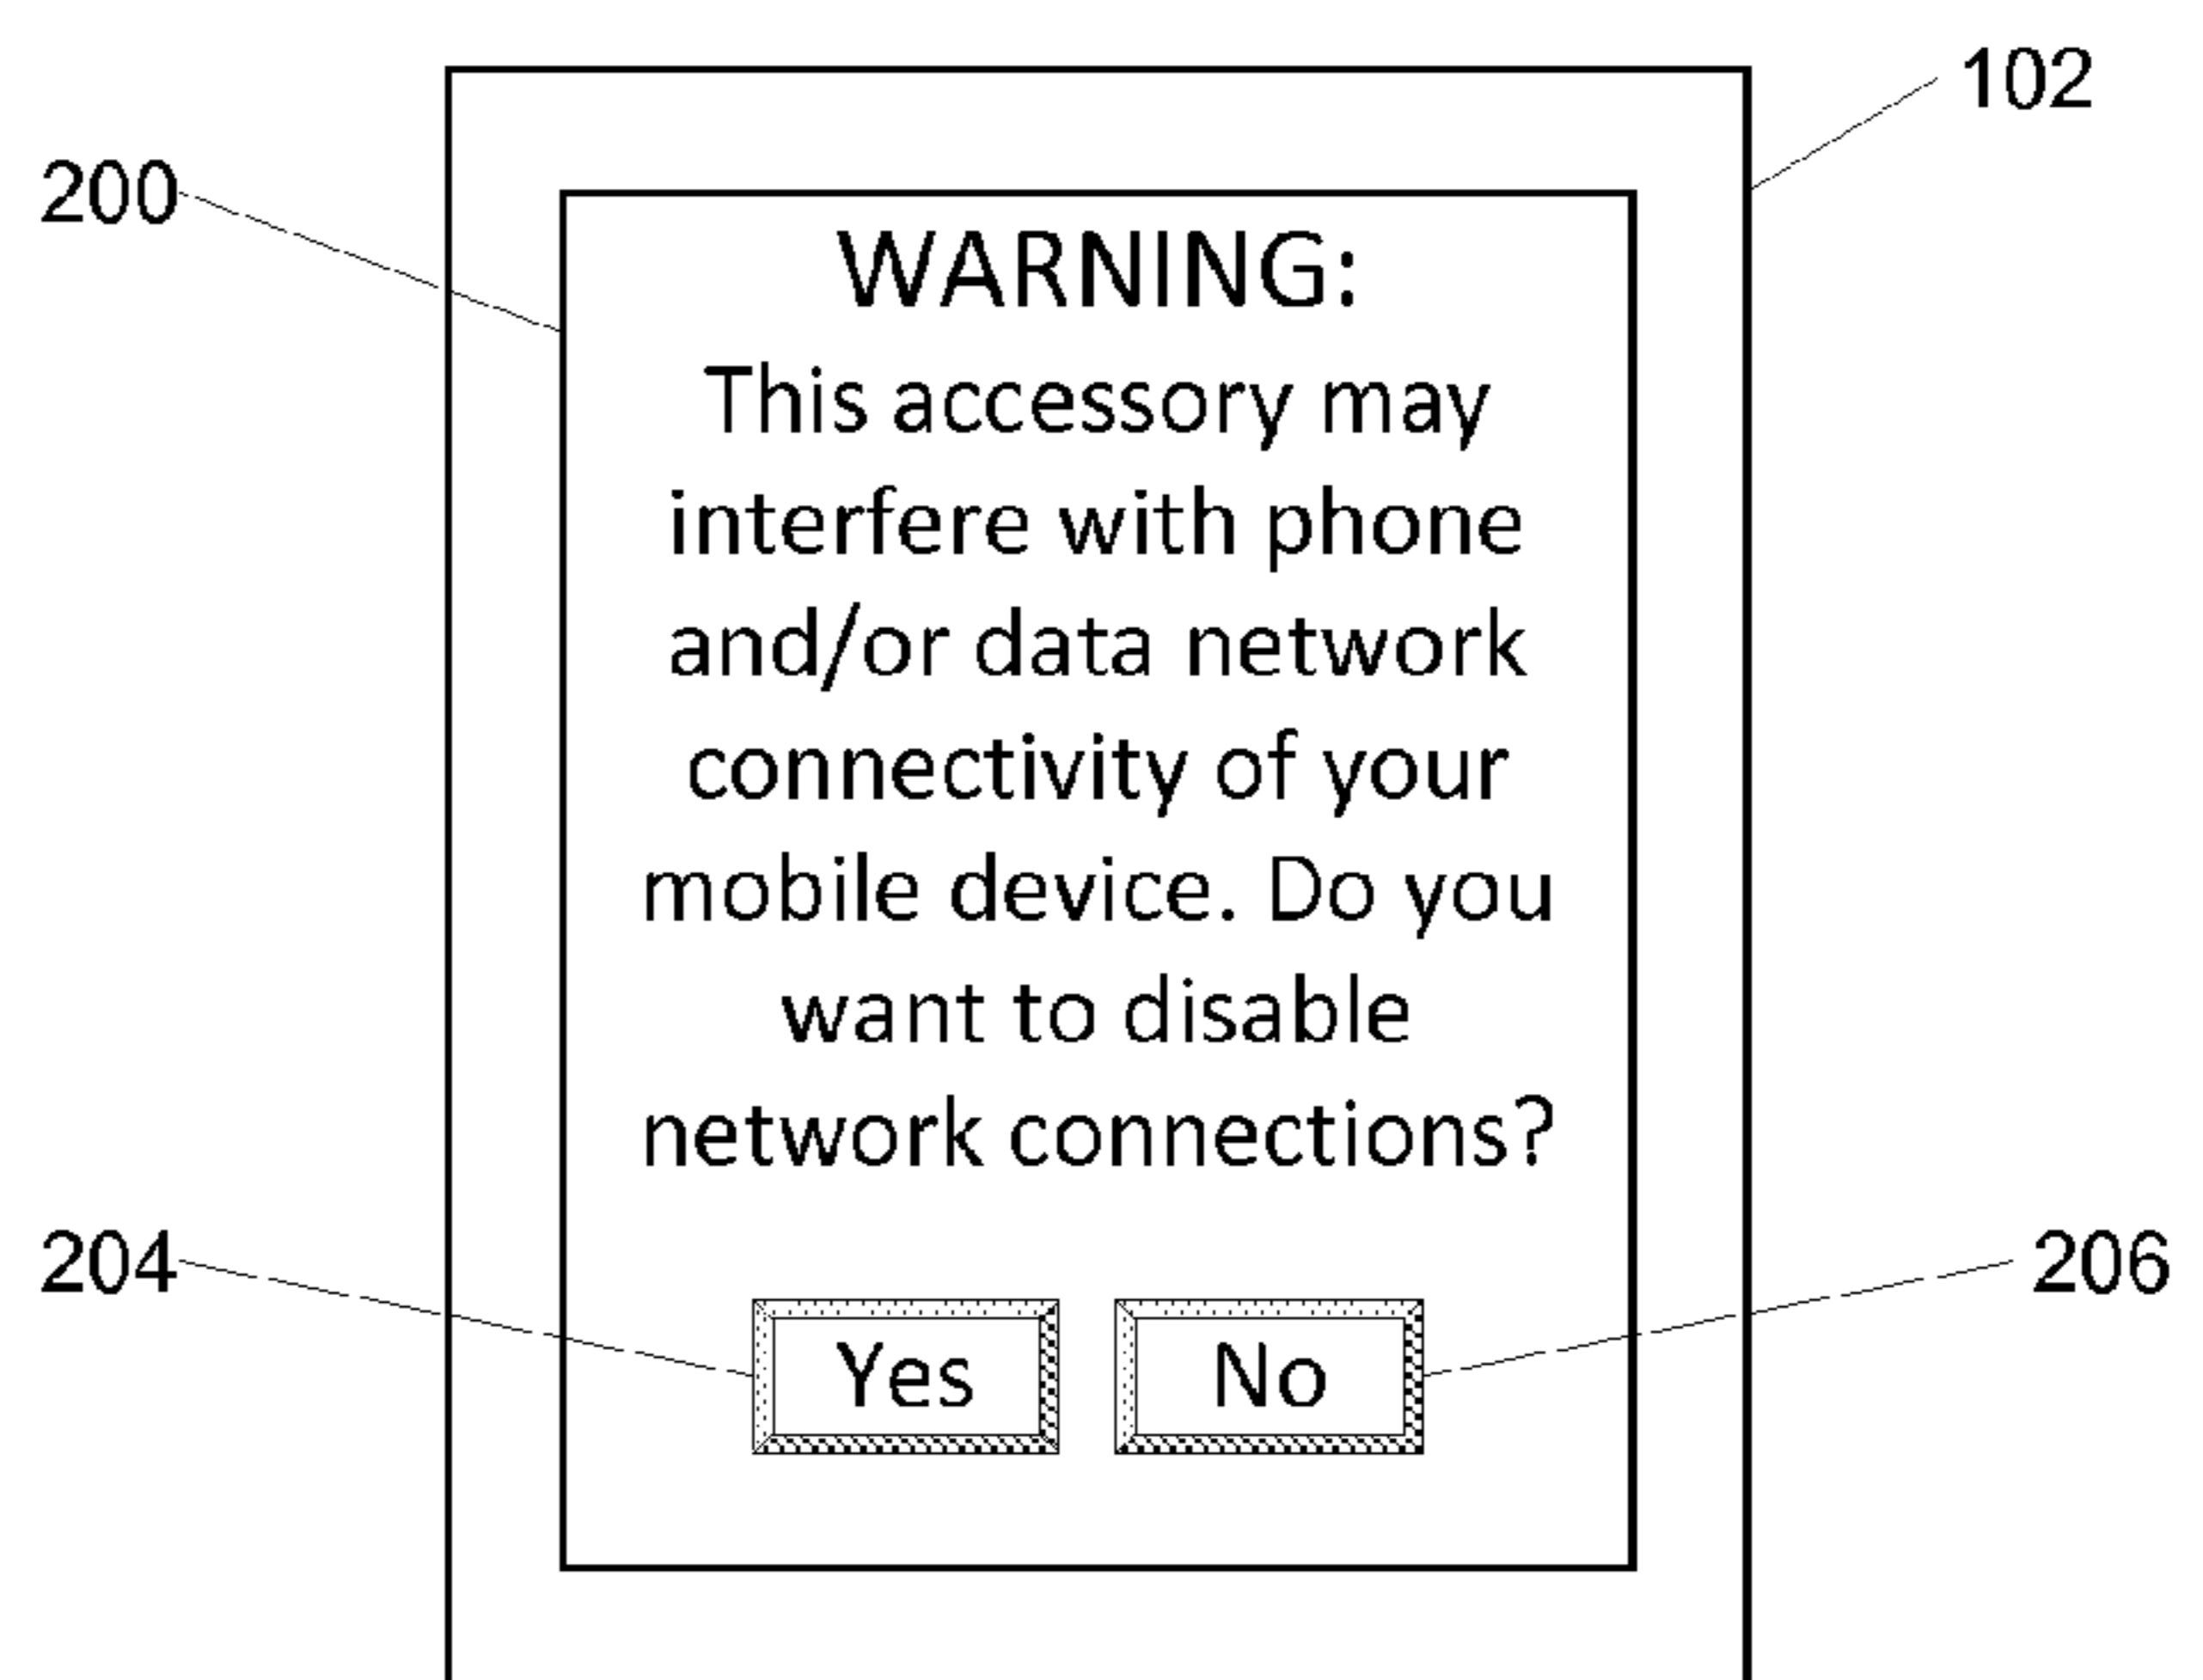 102
200
WARNING:
This accessory may
interfere with phone
and/or data network
connectivity of your
mobile device. Do you
want to disable
network connections?
204
206
Yes
No